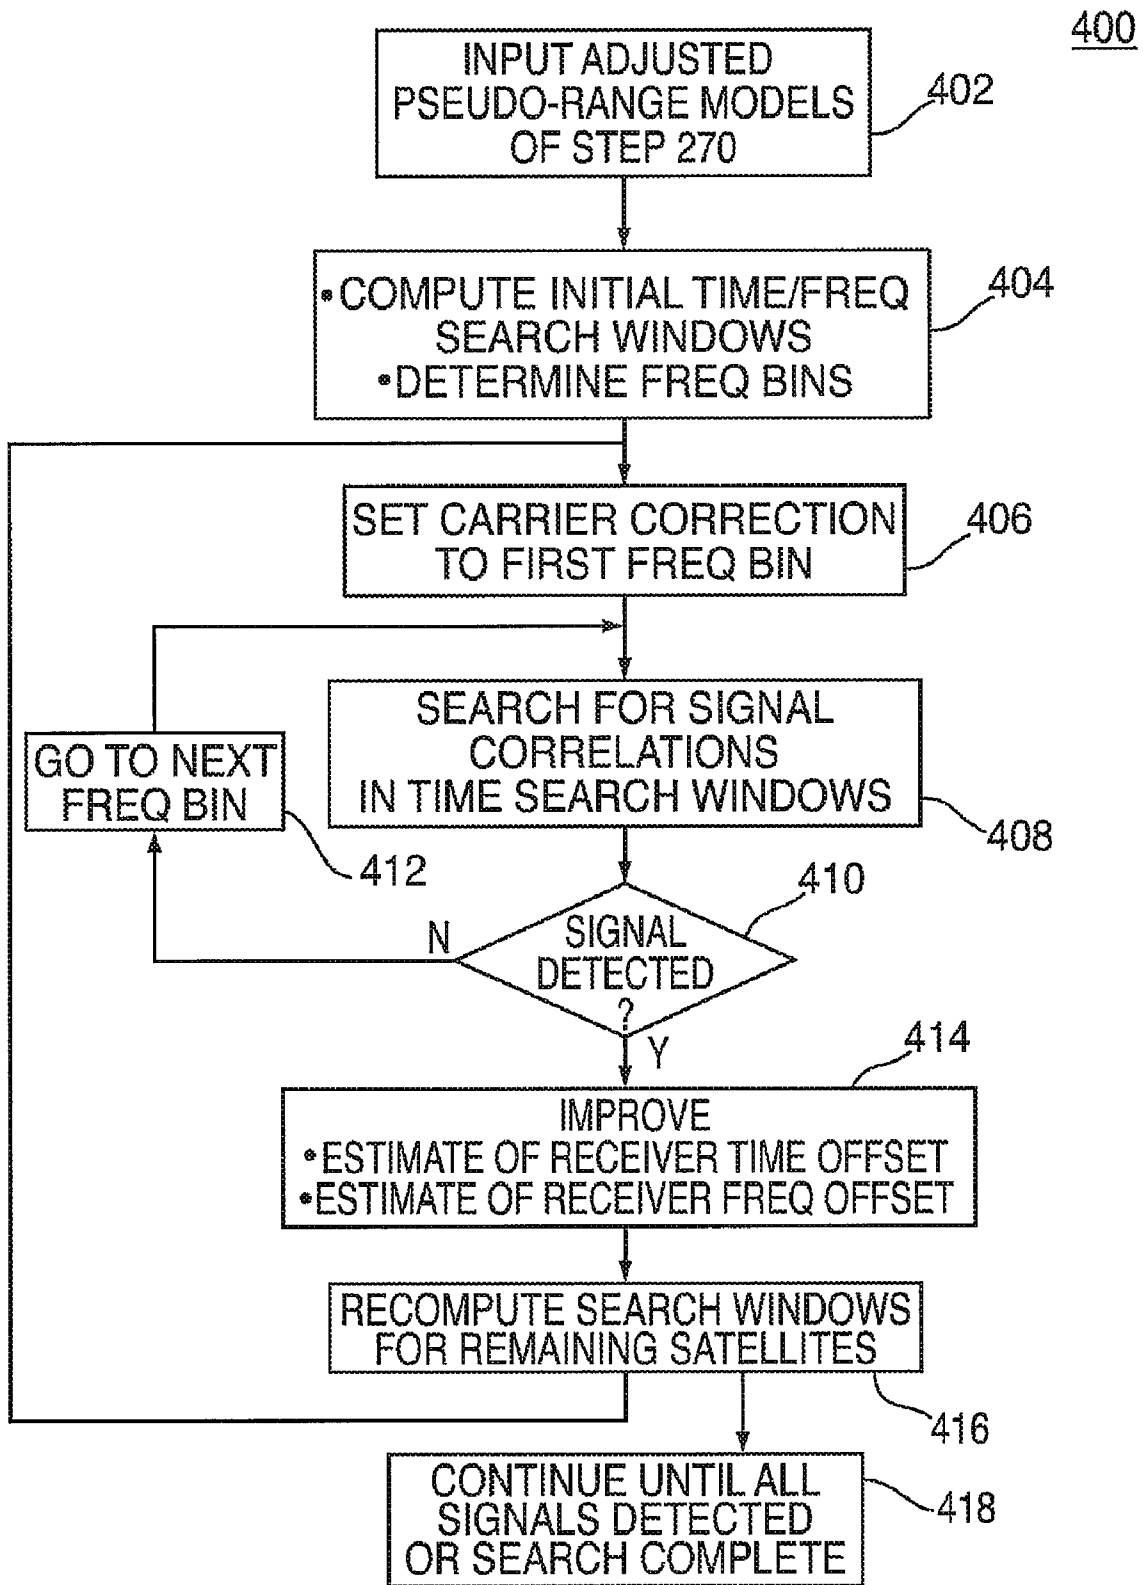 400
INPUT ADJUSTED
PSEUDO-RANGE MODELS
OF STEP 270
402
•COMPUTE INITIAL TIME/FREQ
SEARCH WINDOWS
•DETERMINE FREQ BINS
404
SET CARRIER CORRECTION
TO FIRST FREQ BIN
406
SEARCH FOR SIGNAL
CORRELATIONS
IN TIME SEARCH WINDOWS
408
GO TO NEXT
FREQ BIN
412
410
SIGNAL
DETECTED
?
N
Y
414
IMPROVE
•ESTIMATE OF RECEIVER TIME OFFSET
•ESTIMATE OF RECEIVER FREQ OFFSET
RECOMPUTE SEARCH WINDOWS
FOR REMAINING SATELLITES
416
CONTINUE UNTIL ALL
SIGNALS DETECTED
OR SEARCH COMPLETE
418